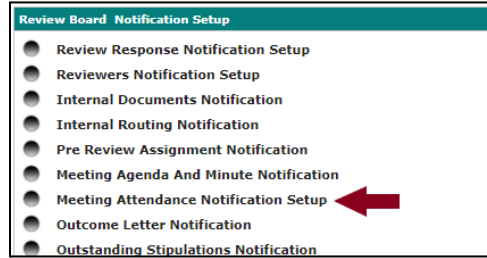 Review Board Notification Setup
Review Response Notification Setup
Reviewers Notification Setup
Internal Documents Notification
Internal Routing Notification
Pre Review Assignment Notification
Meeting Agenda And Minute Notification
Meeting Attendance Notification Setup
Outcome Letter Notification
Outstanding Stipulations Notification